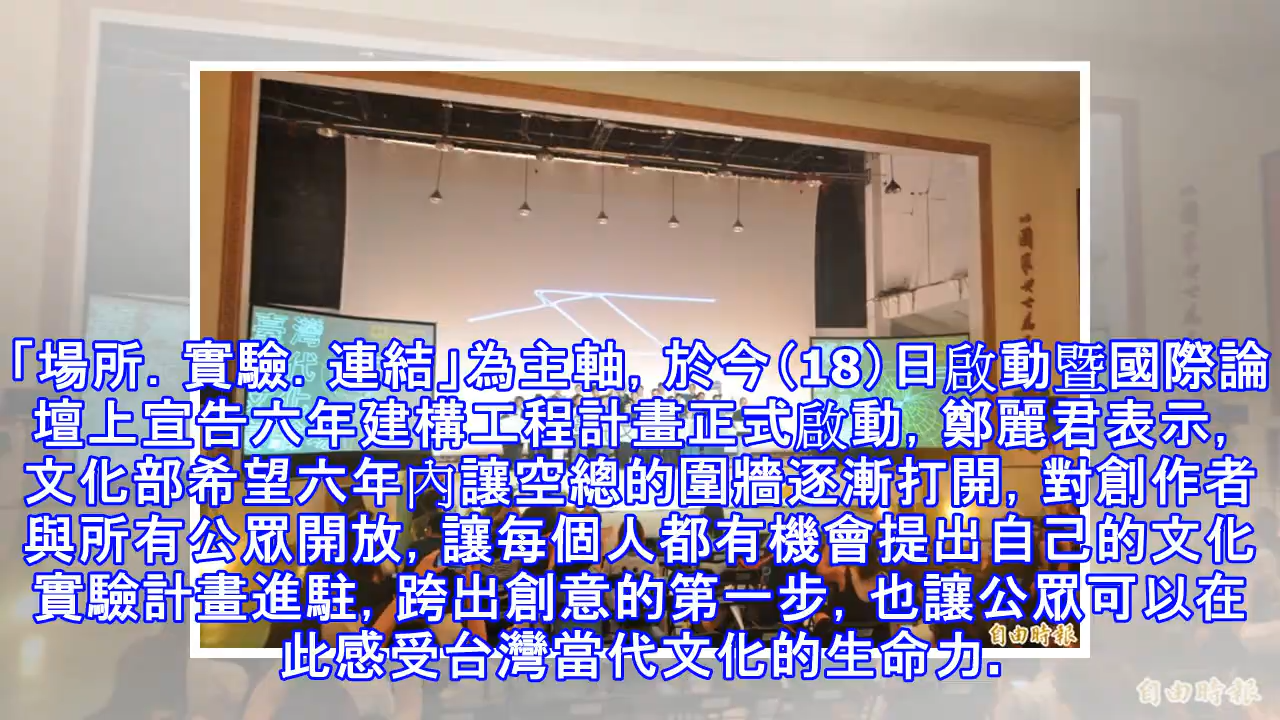 「場所. 實驗. 連結」為主軸, 於今(18)日啟動暨國際論
壇上宣告六年建構工程計畫正式啟動, 鄭麗君表示,
文化部希望六年內讓空總的圍牆逐漸打開, 對創作者
與所有公眾開放, 讓每個人都有機會提出自己的文化
實驗計畫進駐, 跨出創意的第一步, 也讓公眾可以在
此感受台灣當代文化的生命力.
自由時報
自由時報